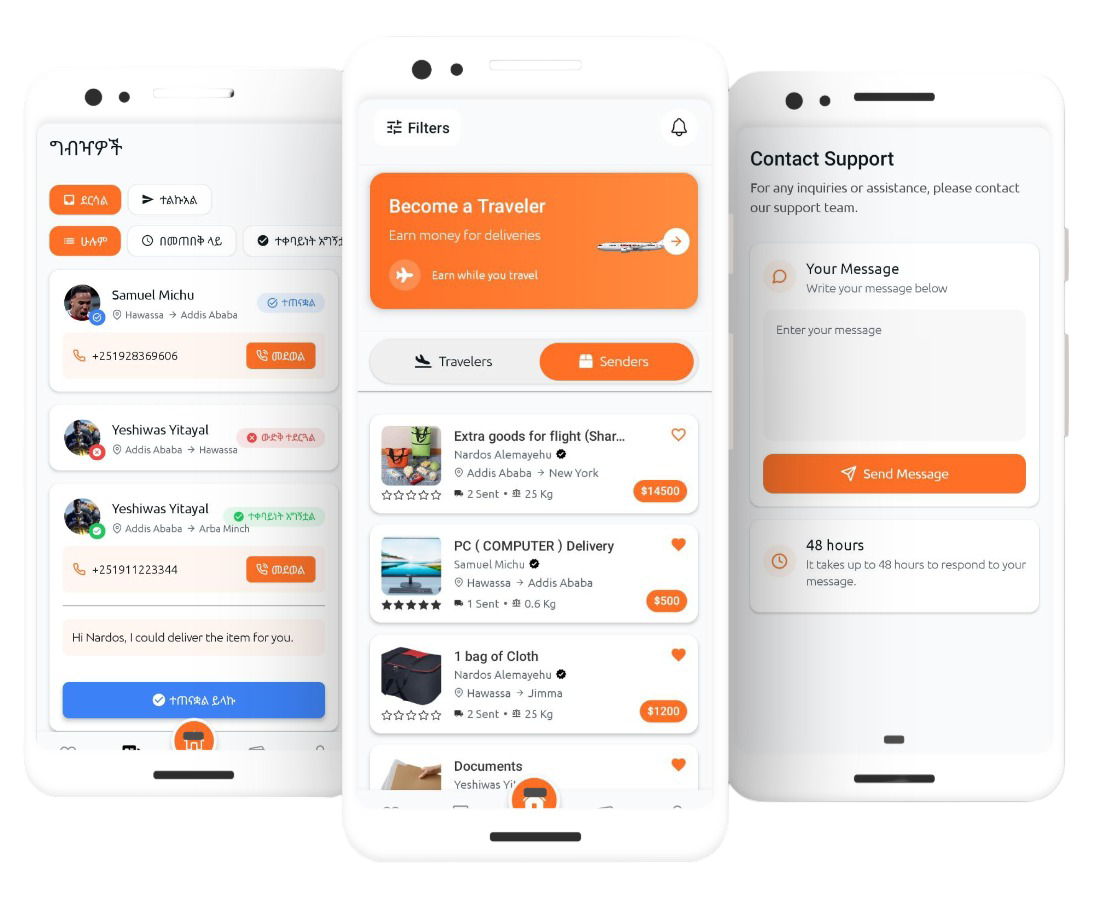 ግብዣዎች
ደርሳል
ተልኩአል
ሁሉም
በመጠበቅ ላይ
ተቀባይነት አግኝቷ
Samuel Michu
ተጠናቋል
Hawassa → Addis Ababa
+251928369606
መደወል
Yeshiwas Yitayal
ውድቅ ተደርጓል
Addis Ababa → Hawassa
Yeshiwas Yitayal
ተቀባይነት አግኝቷል
Addis Ababa → Arba Minch
+251911223344
መደወል
Hi Nardos, I could deliver the item for you.
ተጠናቋል ይላኩ
Filters
Become a Traveler
Earn money for deliveries
Earn while you travel
Travelers
Senders
Extra goods for flight (Shar...
Nardos Alemayehu
Addis Ababa → New York
2 Sent • 25 Kg
$14500
PC ( COMPUTER ) Delivery
Samuel Michu
Hawassa → Addis Ababa
1 Sent • 0.6 Kg
$500
1 bag of Cloth
Nardos Alemayehu
Hawassa → Jimma
2 Sent • 25 Kg
$1200
Documents
Yeshiwas Yi
Contact Support
For any inquiries or assistance, please contact
our support team.
Your Message
Write your message below
Enter your message
Send Message
48 hours
It takes up to 48 hours to respond to your
message.